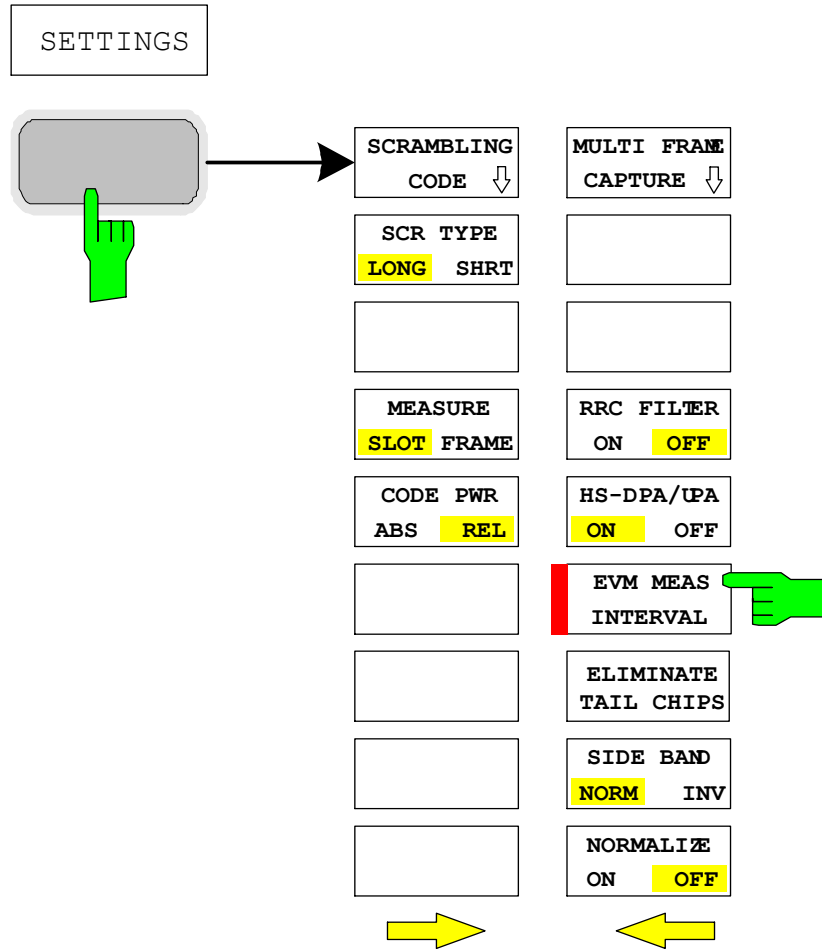 SETTINGS
SCRAMBLING
CODE
SCR TYPE
LONG SHRT
MEASURE
SLOT FRAME
CODE PWR
ABS REL
MULTI FRAME
CAPTURE
RRC FILTER
ON OFF
HS-DPA/UPA
ON OFF
EVM MEAS
INTERVAL
ELIMINATE
TAIL CHIPS
SIDE BAND
NORM INV
NORMALIZE
ON OFF